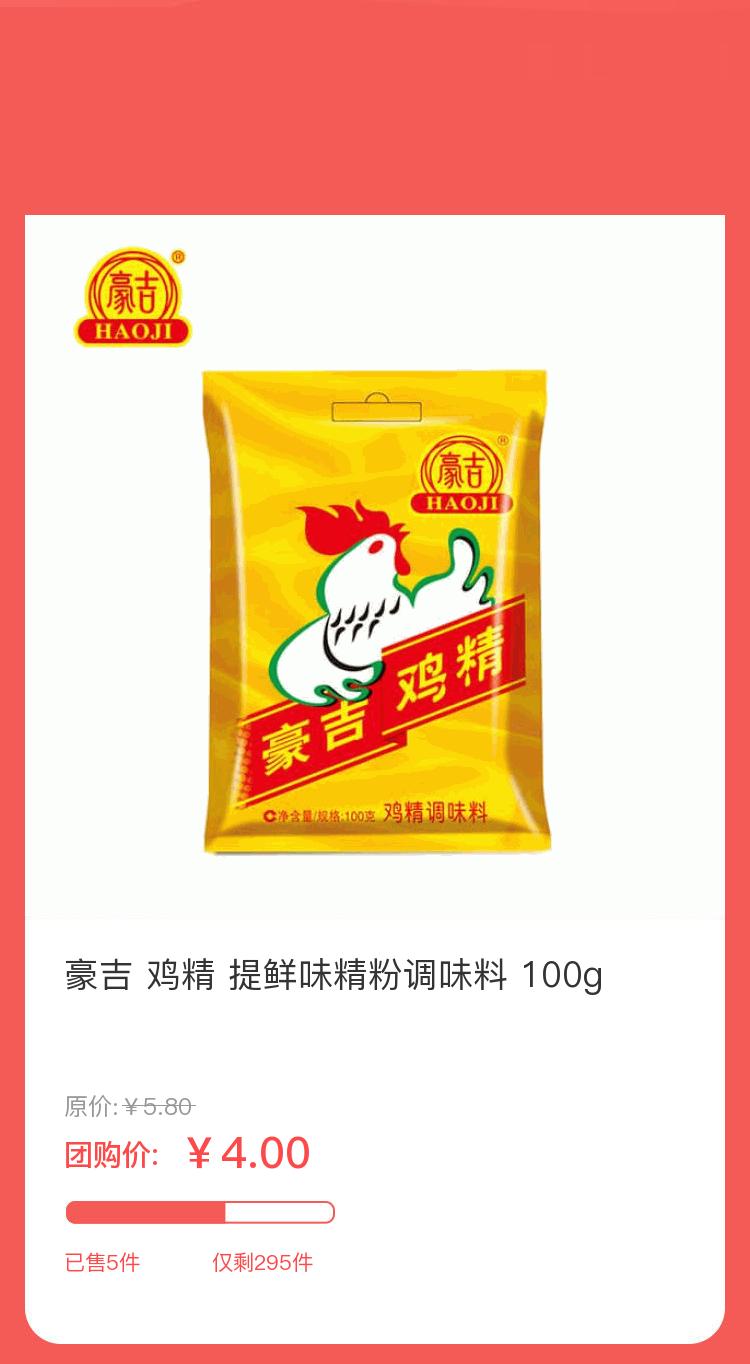 豪吉®
HAOJI
豪吉®
HAOJI
豪吉 鸡精
C净含量/规格:100克 鸡精调味料
豪吉 鸡精 提鲜味精粉调味料 100g
原价:￥5.80
团购价: ￥4.00
已售5件 仅剩295件